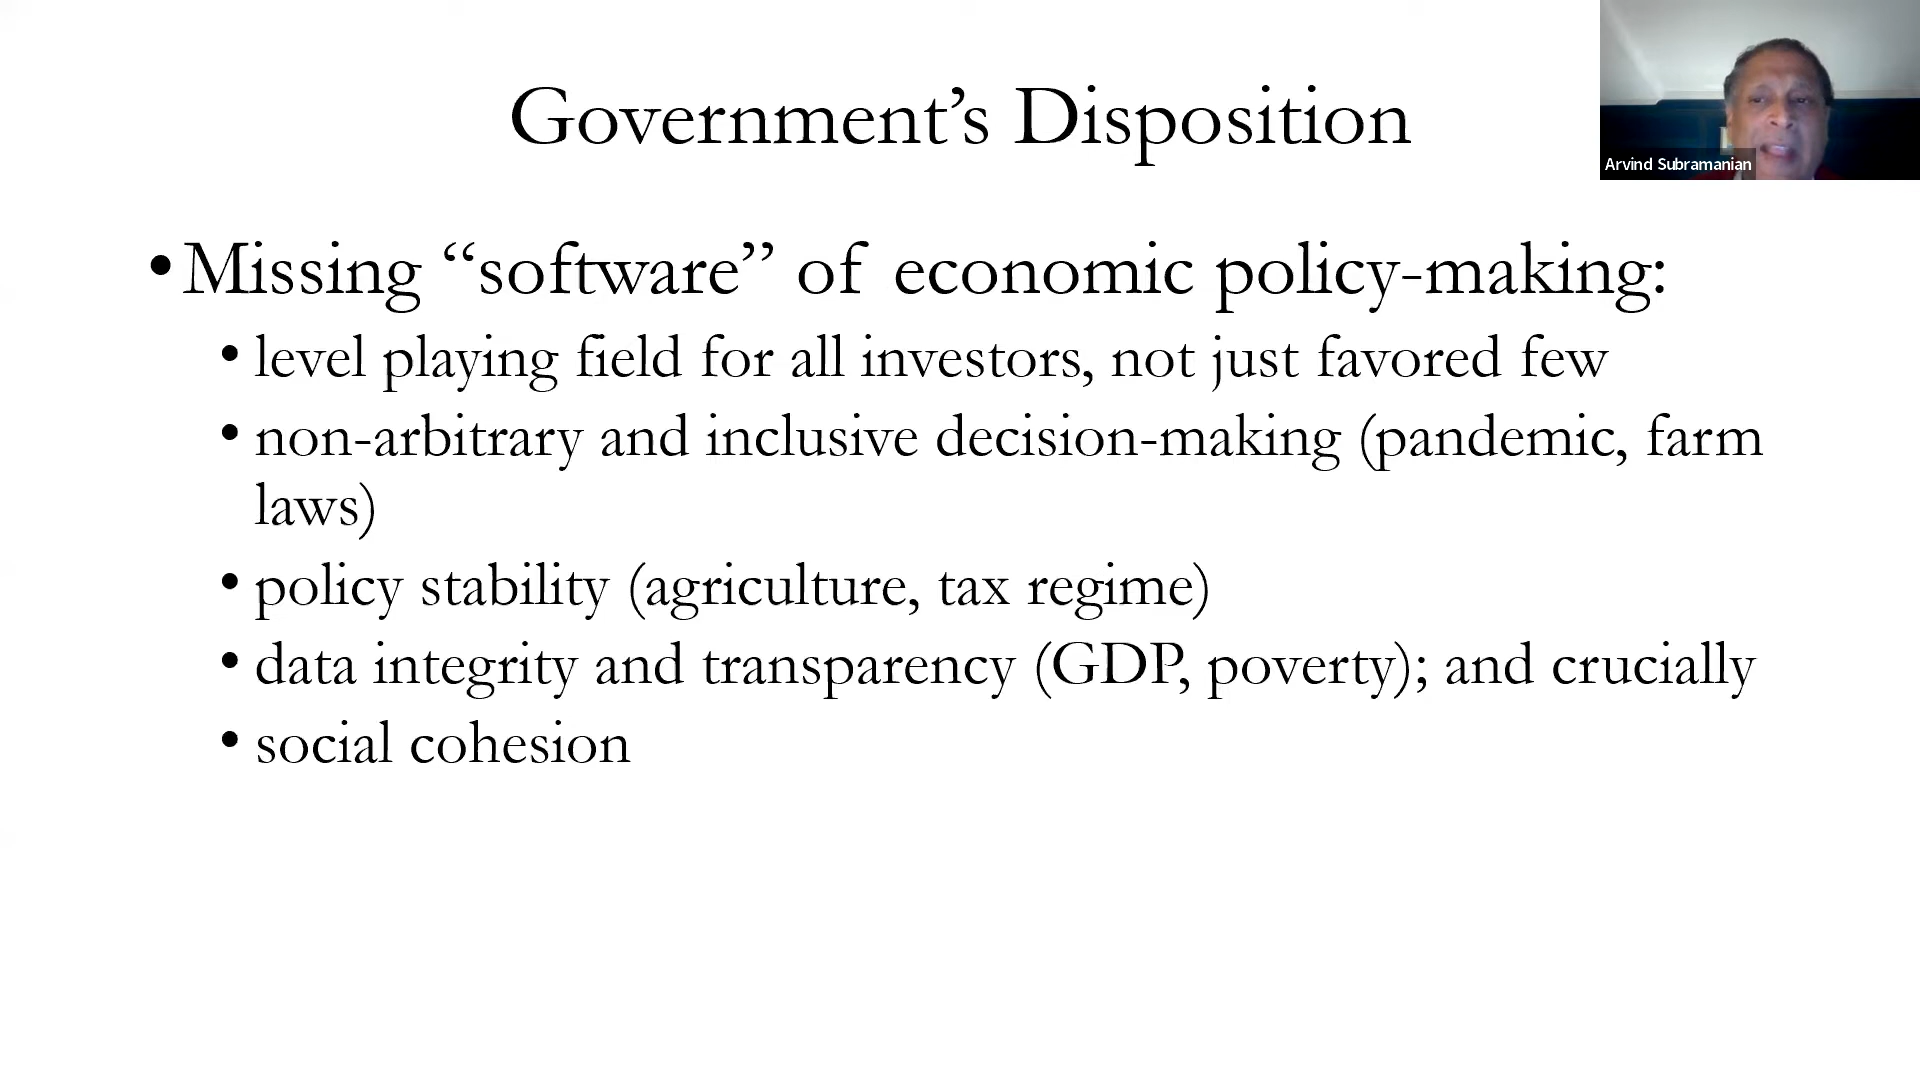 Government’s Disposition
Arvind Subramanian
•Missing “software” of economic policy-making:
• level playing field for all investors, not just favored few
• non-arbitrary and inclusive decision-making (pandemic, farm
laws)
• policy stability (agriculture, tax regime)
• data integrity and transparency (GDP, poverty); and crucially
• social cohesion